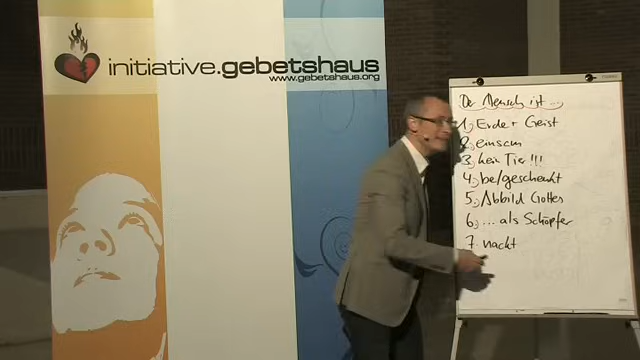 initiative.gebetshaus
www.gebetshaus.org
Der Mensch ist...
1, Erde + Geist
2, einsam
3, kein Tier!!!
4, be/geschenkt
5, Abbild Gottes
6, ... als Schöpfer
7. nackt